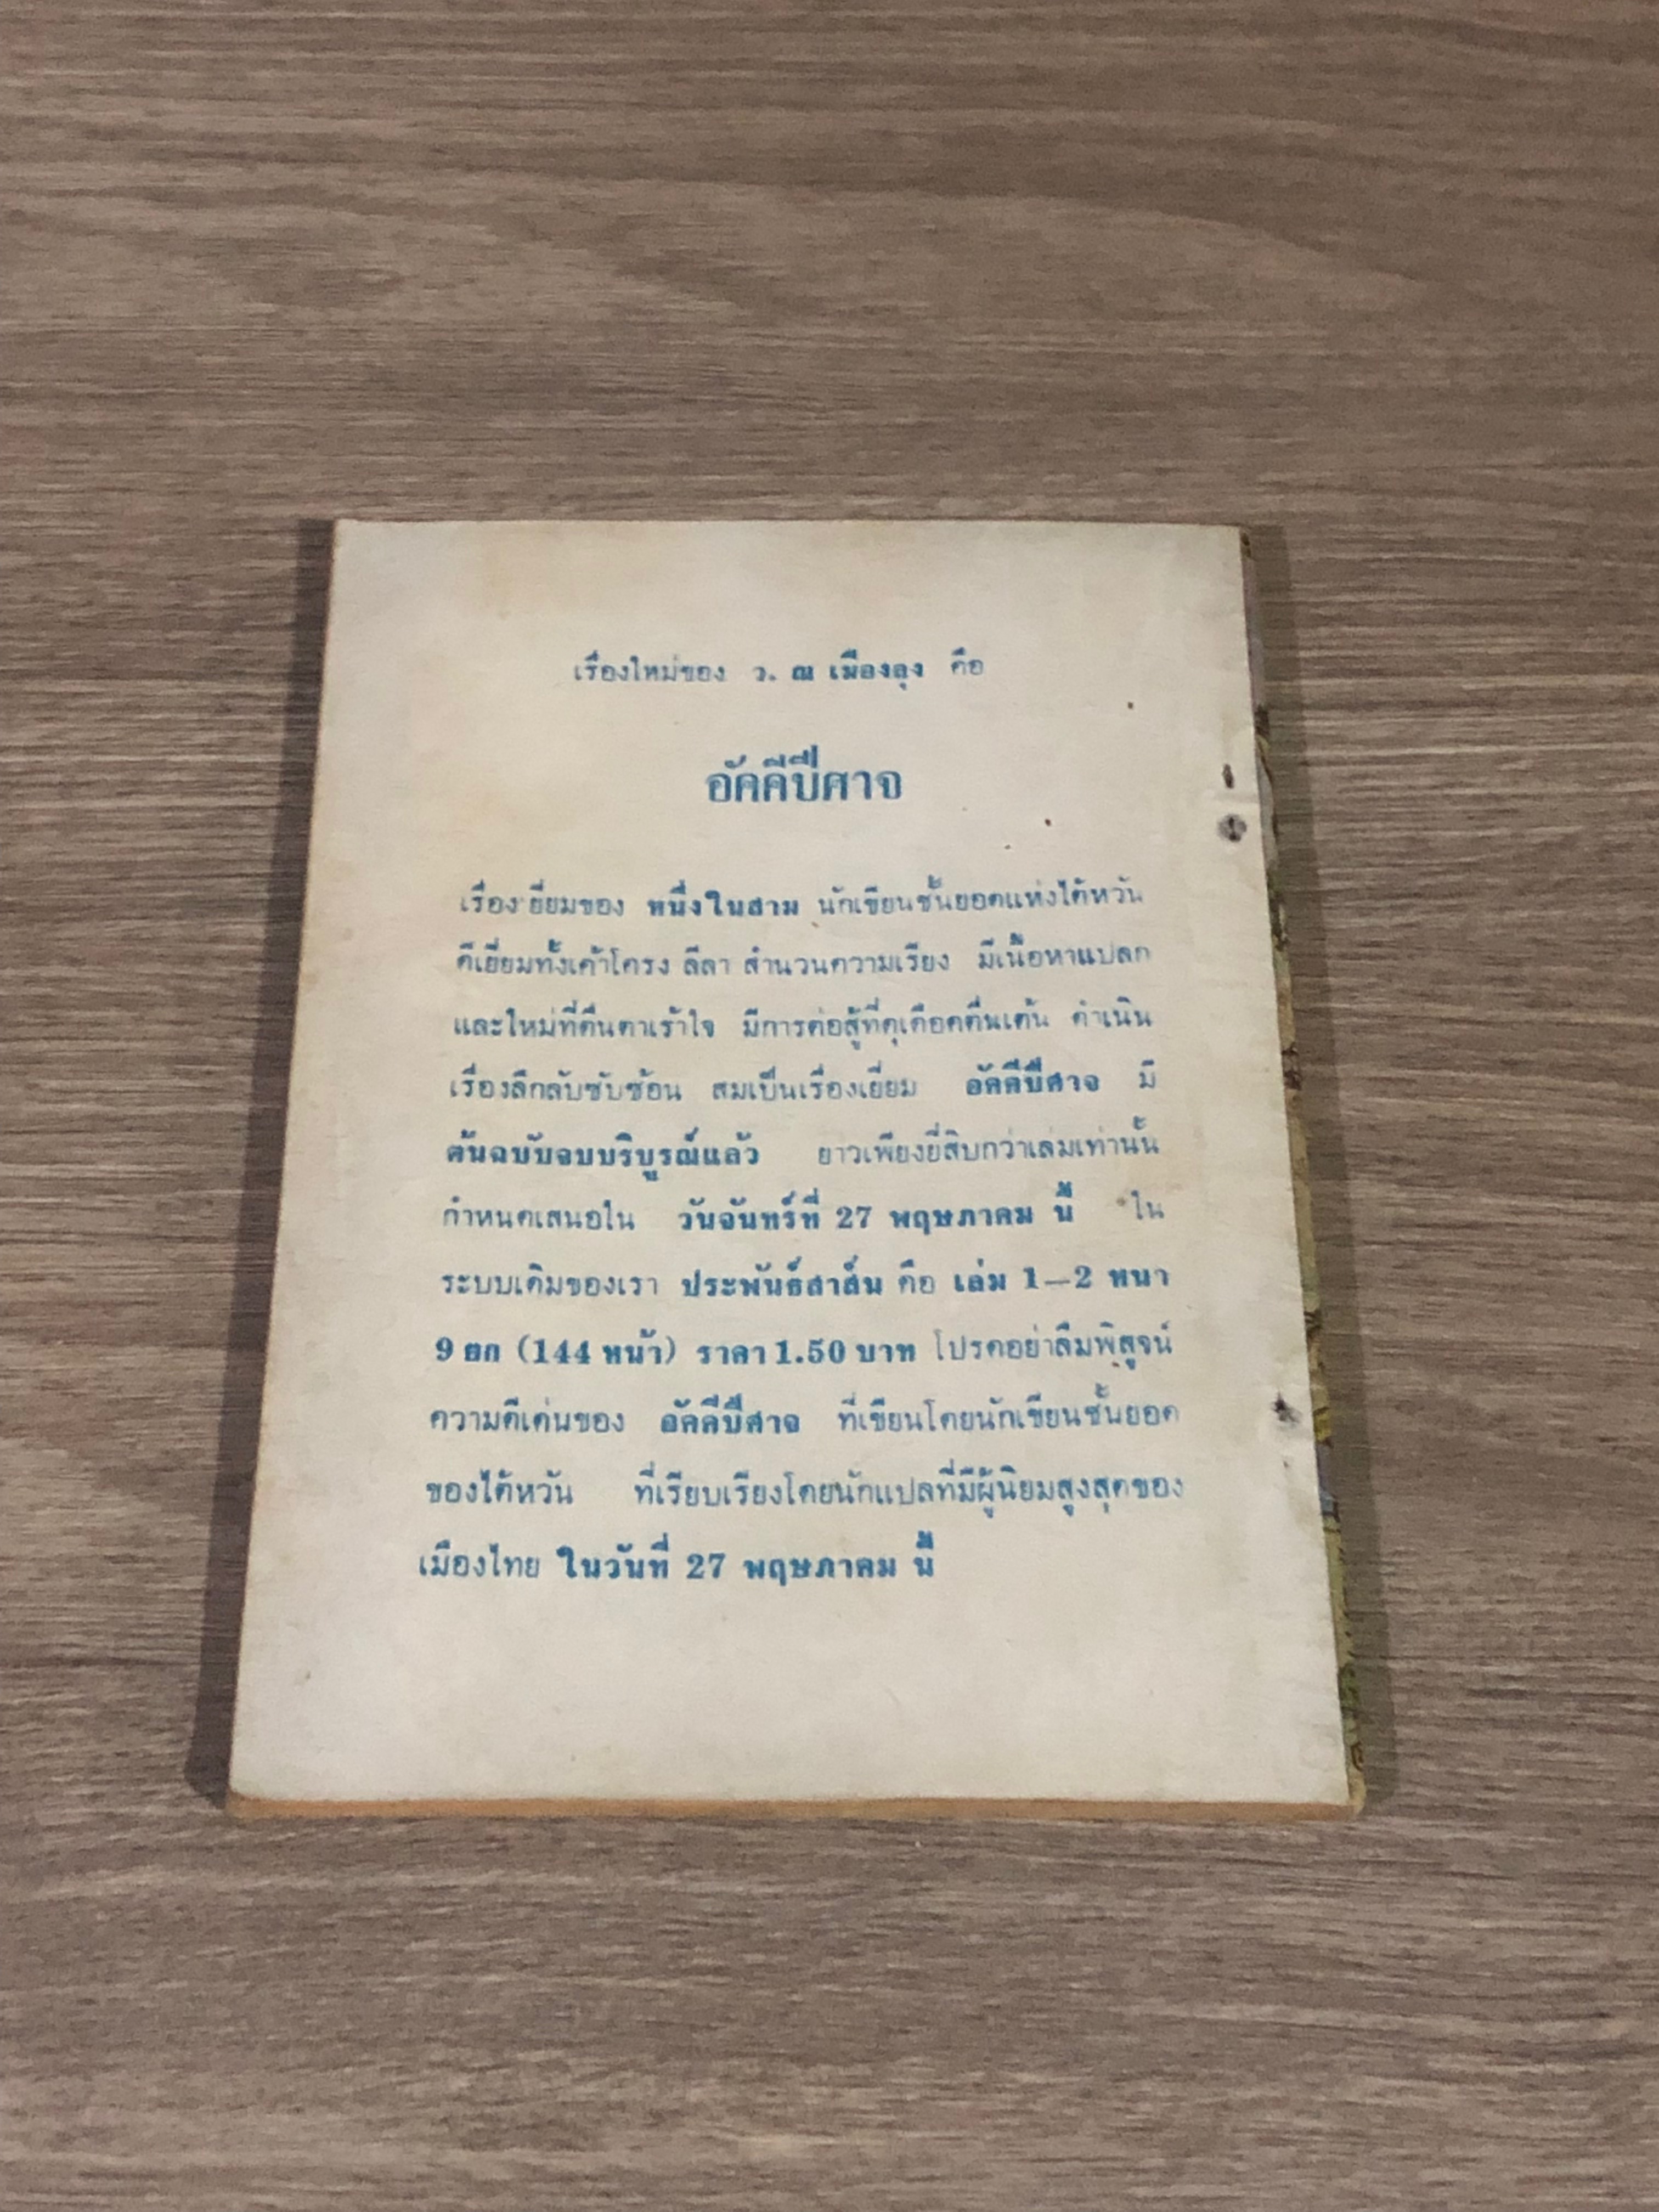 เรื่องใหม่ของ ว. ณ เมืองลุง คือ
อัคคีปีศาจ
เรื่องเยี่ยมของ หนึ่งในสาม นักเขียนชั้นยอดแห่งไต้หวัน
ดีเยี่ยมทั้งเค้าโครง ลีลา สำนวนความเรียง มีเนื้อหาแปลก
และใหม่ที่ตื่นตาเร้าใจ มีการต่อสู้ที่ดุเดือดตื่นเต้น ดำเนิน
เรื่องลึกลับซับซ้อน สมเป็นเรื่องเยี่ยม อัคคีปีศาจ มี
ต้นฉบับจบบริบูรณ์แล้ว ยาวเพียงยี่สิบกว่าเล่มเท่านั้น
กำหนดเสนอใน วันจันทร์ที่ 27 พฤษภาคม นี้ ใน
ระบบเดิมของเรา ประพันธ์สาส์น คือ เล่ม 1—2 หนา
9 ยก (144 หน้า) ราคา 1.50 บาท โปรดอย่าลืมพิสูจน์
ความดีเด่นของ อัคคีปีศาจ ที่เขียนโดยนักเขียนชั้นยอด
ของไต้หวัน ที่เรียบเรียงโดยนักแปลที่มีผู้นิยมสูงสุดของ
เมืองไทย ในวันที่ 27 พฤษภาคม นี้